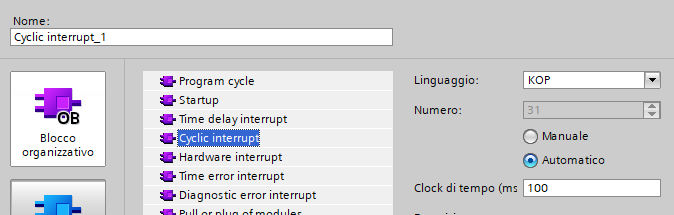 Nome:
Cyclic interrupt_1
OB
Blocco
organizzativo
Program cycle
Startup
Time delay interrupt
Cyclic interrupt
Hardware interrupt
Time error interrupt
Diagnostic error interrupt
Pull or plug of modules
Linguaggio:
KOP
Numero:
31
Manuale
Automatico
Clock di tempo (ms
100